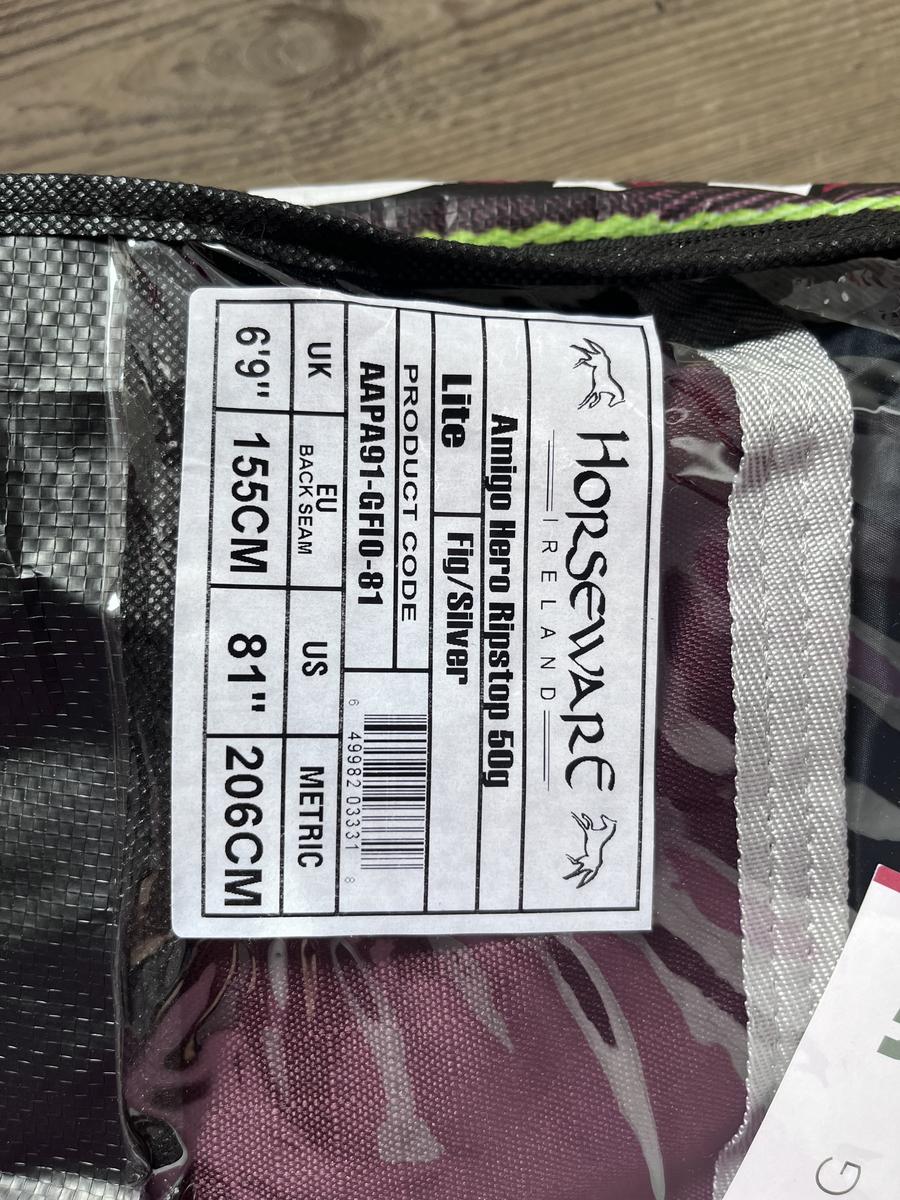 HORSEWARE
IRELAND
Amigo Hero Ripstop 50g
Lite Fig/Silver
PRODUCT CODE
AAPA91-GFI0-81
6 49982 03331 8
UK EU BACK SEAM US METRIC
6'9" 155CM 81" 206CM
G